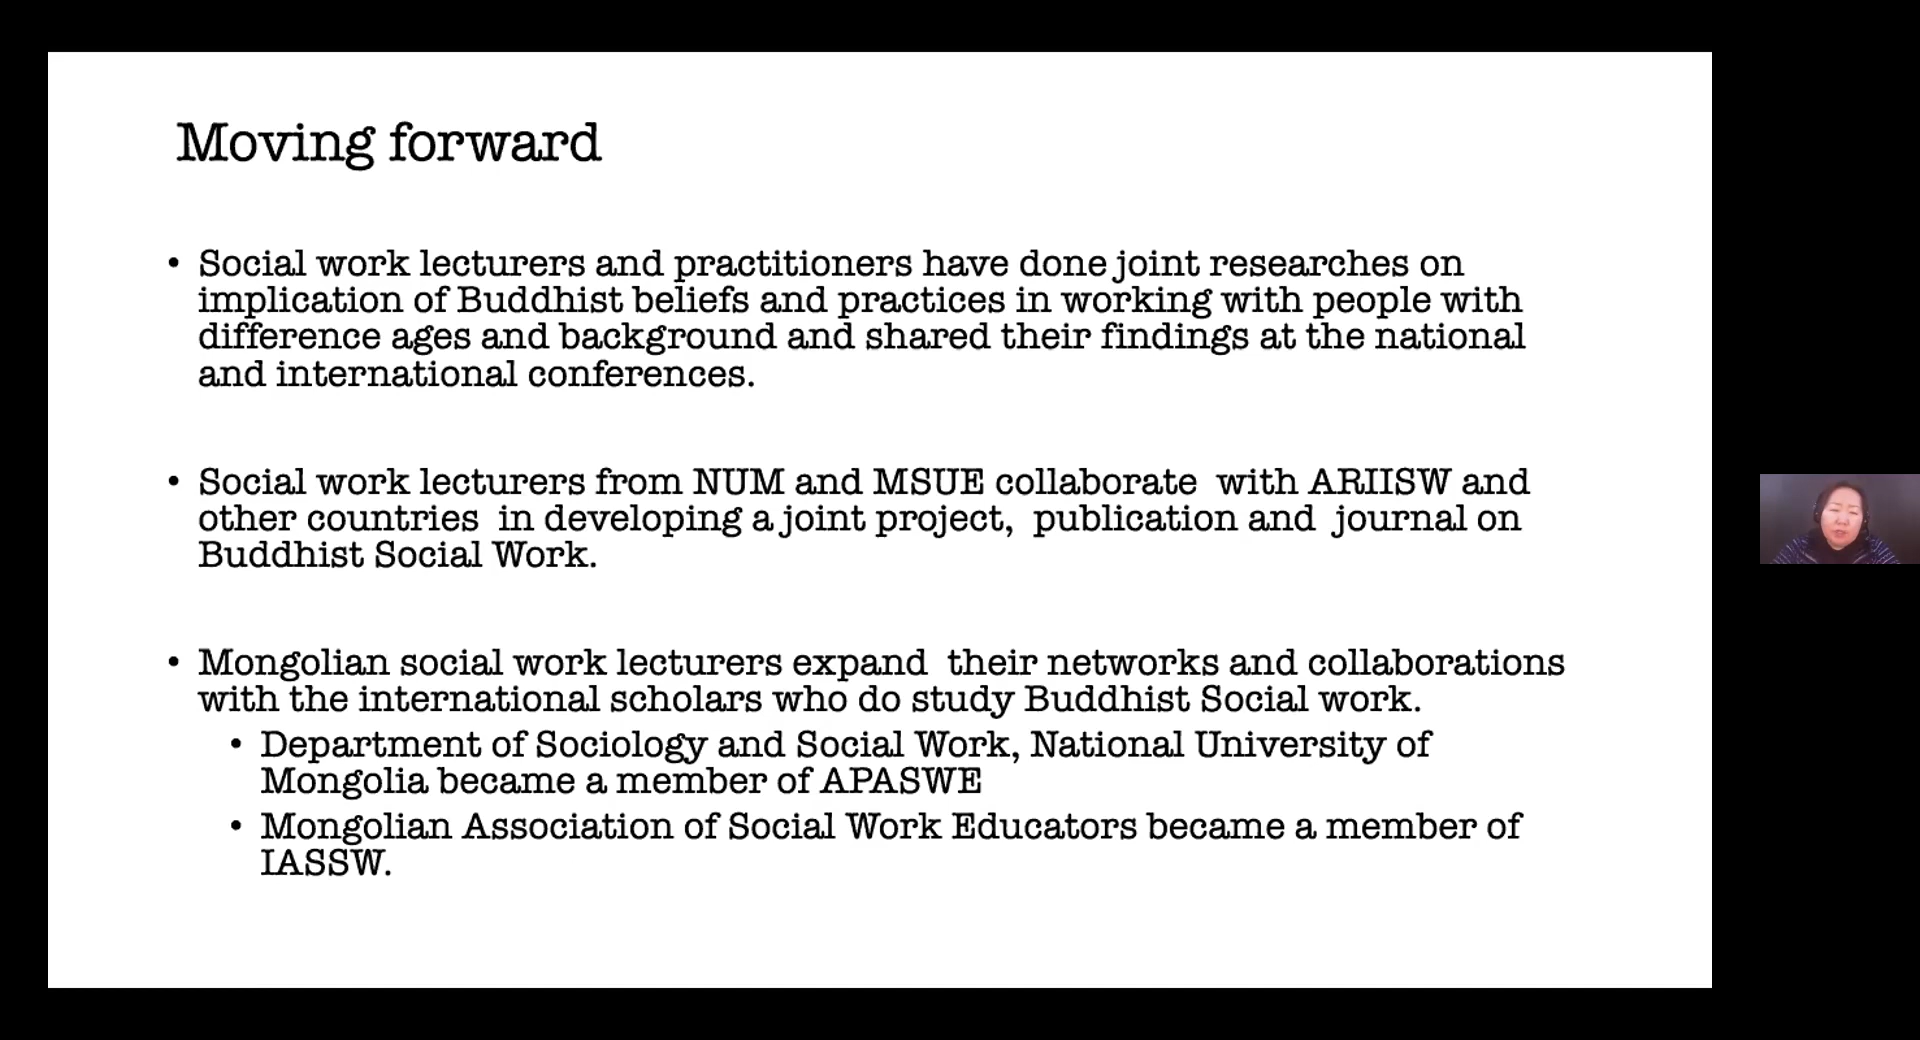 Moving forward
• Social work lecturers and practitioners have done joint researches on
implication of Buddhist beliefs and practices in working with people with
difference ages and background and shared their findings at the national
and international conferences.
• Social work lecturers from NUM and MSUE collaborate with ARIISW and
other countries in developing a joint project, publication and journal on
Buddhist Social Work.
• Mongolian social work lecturers expand their networks and collaborations
with the international scholars who do study Buddhist Social work.
• Department of Sociology and Social Work, National University of
Mongolia became a member of APASWE
• Mongolian Association of Social Work Educators became a member of
IASSW.